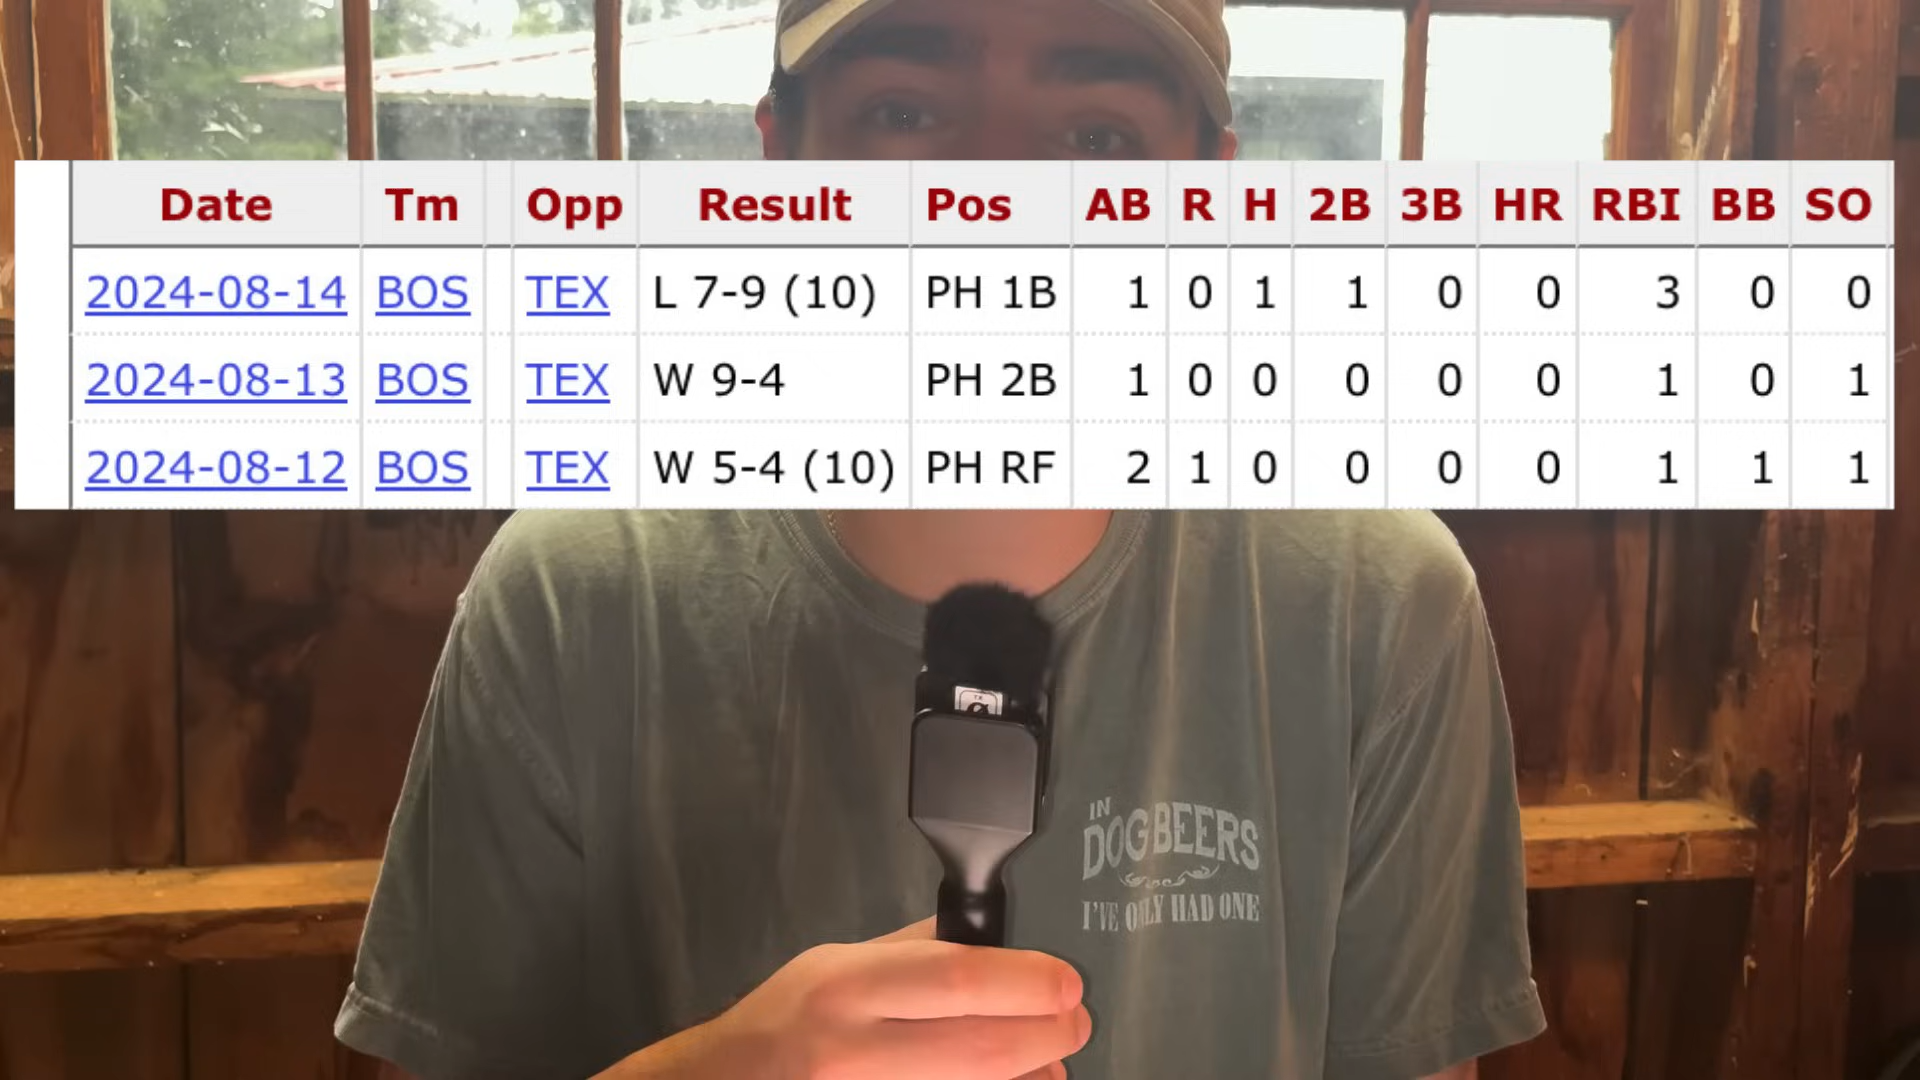 Date Tm Opp Result Pos AB R H 2B 3B HR RBI BB SO
2024-08-14 BOS TEX L 7-9 (10) PH 1B 1 0 1 1 0 0 3 0 0
2024-08-13 BOS TEX W 9-4 PH 2B 1 0 0 0 0 0 1 0 1
2024-08-12 BOS TEX W 5-4 (10) PH RF 2 1 0 0 0 0 1 1 1
TX
IN
DOG BEERS
I'VE ONLY HAD ONE